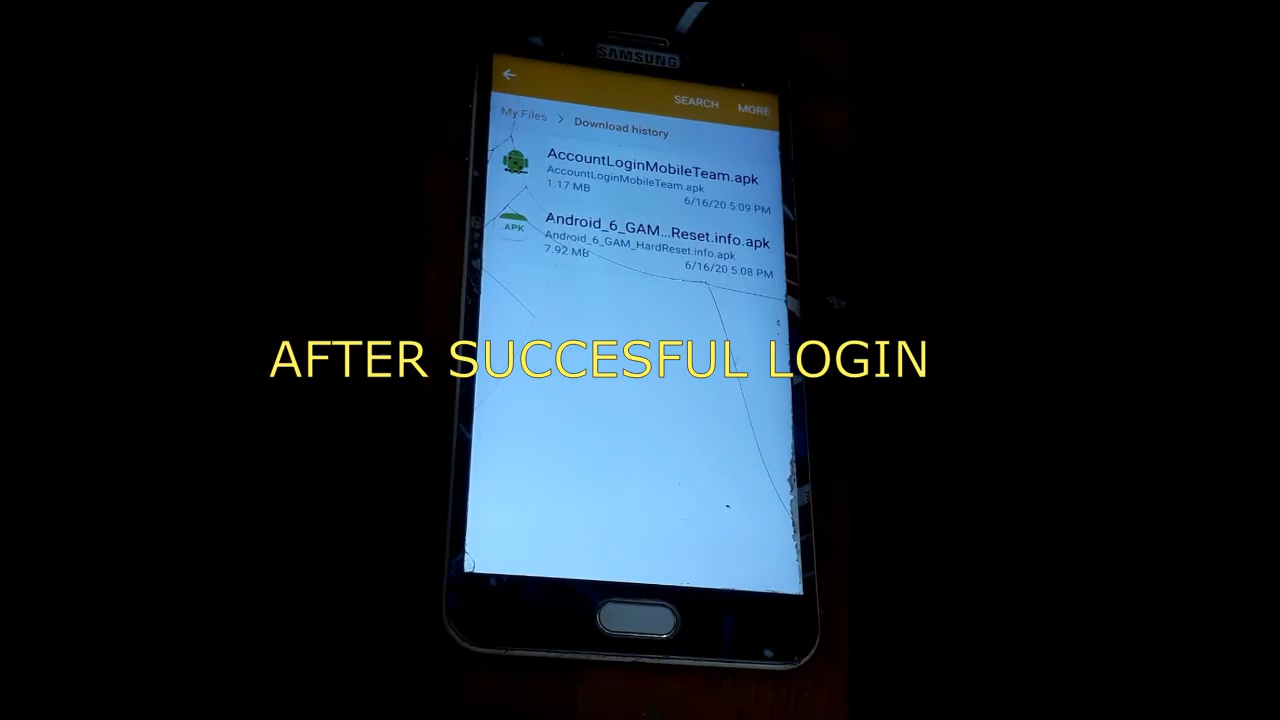 SAMSUNG
SEARCH MORE
My Files > Download history
AccountLoginMobileTeam.apk
AccountLoginMobileTeam.apk
1.17 MB
6/16/20 5:09 PM
.APK
Android_6_GAM...Reset.info.apk
Android_6_GAM_HardReset.info.apk
7.92 MB
6/16/20 5:08 PM
AFTER SUCCESFUL LOGIN